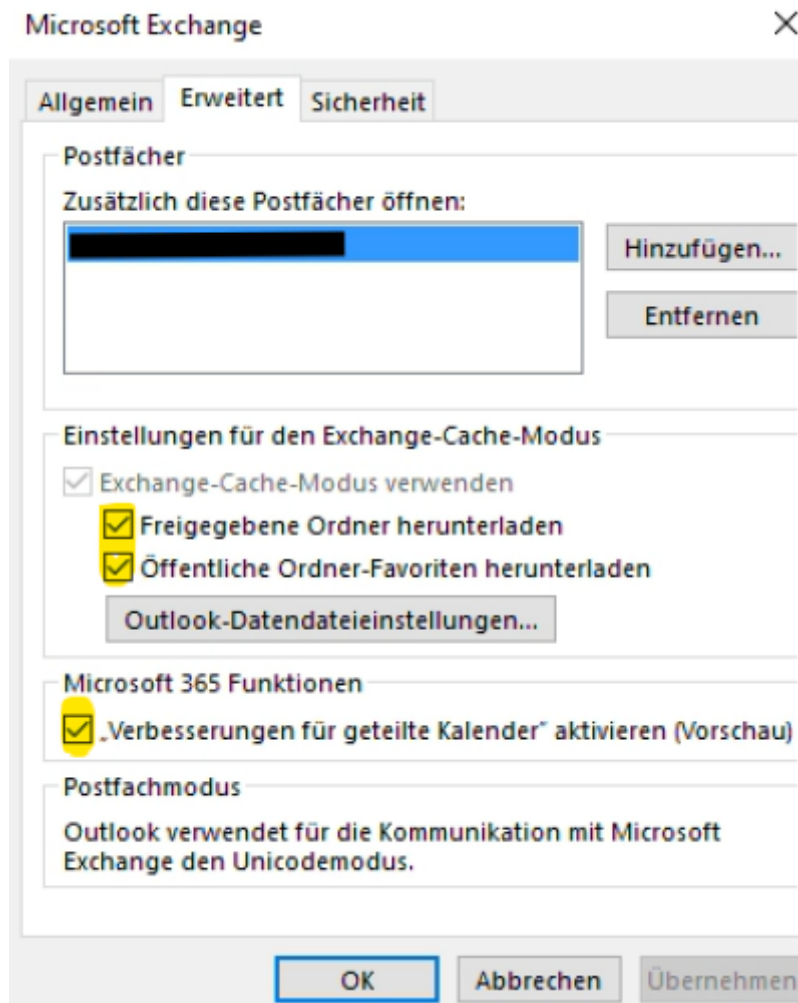 Microsoft Exchange
Allgemein Erweitert Sicherheit
Postfächer
Zusätzlich diese Postfächer öffnen:
Hinzufügen...
Entfernen
Einstellungen für den Exchange-Cache-Modus
Exchange-Cache-Modus verwenden
Freigegebene Ordner herunterladen
Öffentliche Ordner-Favoriten herunterladen
Outlook-Datendateieinstellungen...
Microsoft 365 Funktionen
„Verbesserungen für geteilte Kalender“ aktivieren (Vorschau)
Postfachmodus
Outlook verwendet für die Kommunikation mit Microsoft
Exchange den Unicodemodus.
OK Abbrechen Übernehmen